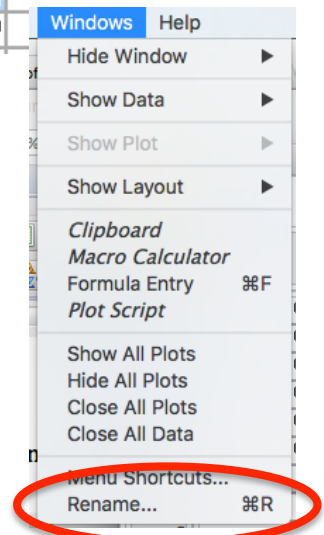 Windows Help
Hide Window ▶
Show Data ▶
Show Plot ▶
Show Layout ▶
Clipboard
Macro Calculator
Formula Entry ⌘F
Plot Script
Show All Plots
Hide All Plots
Close All Plots
Close All Data
Menu Shortcuts...
Rename... ⌘R